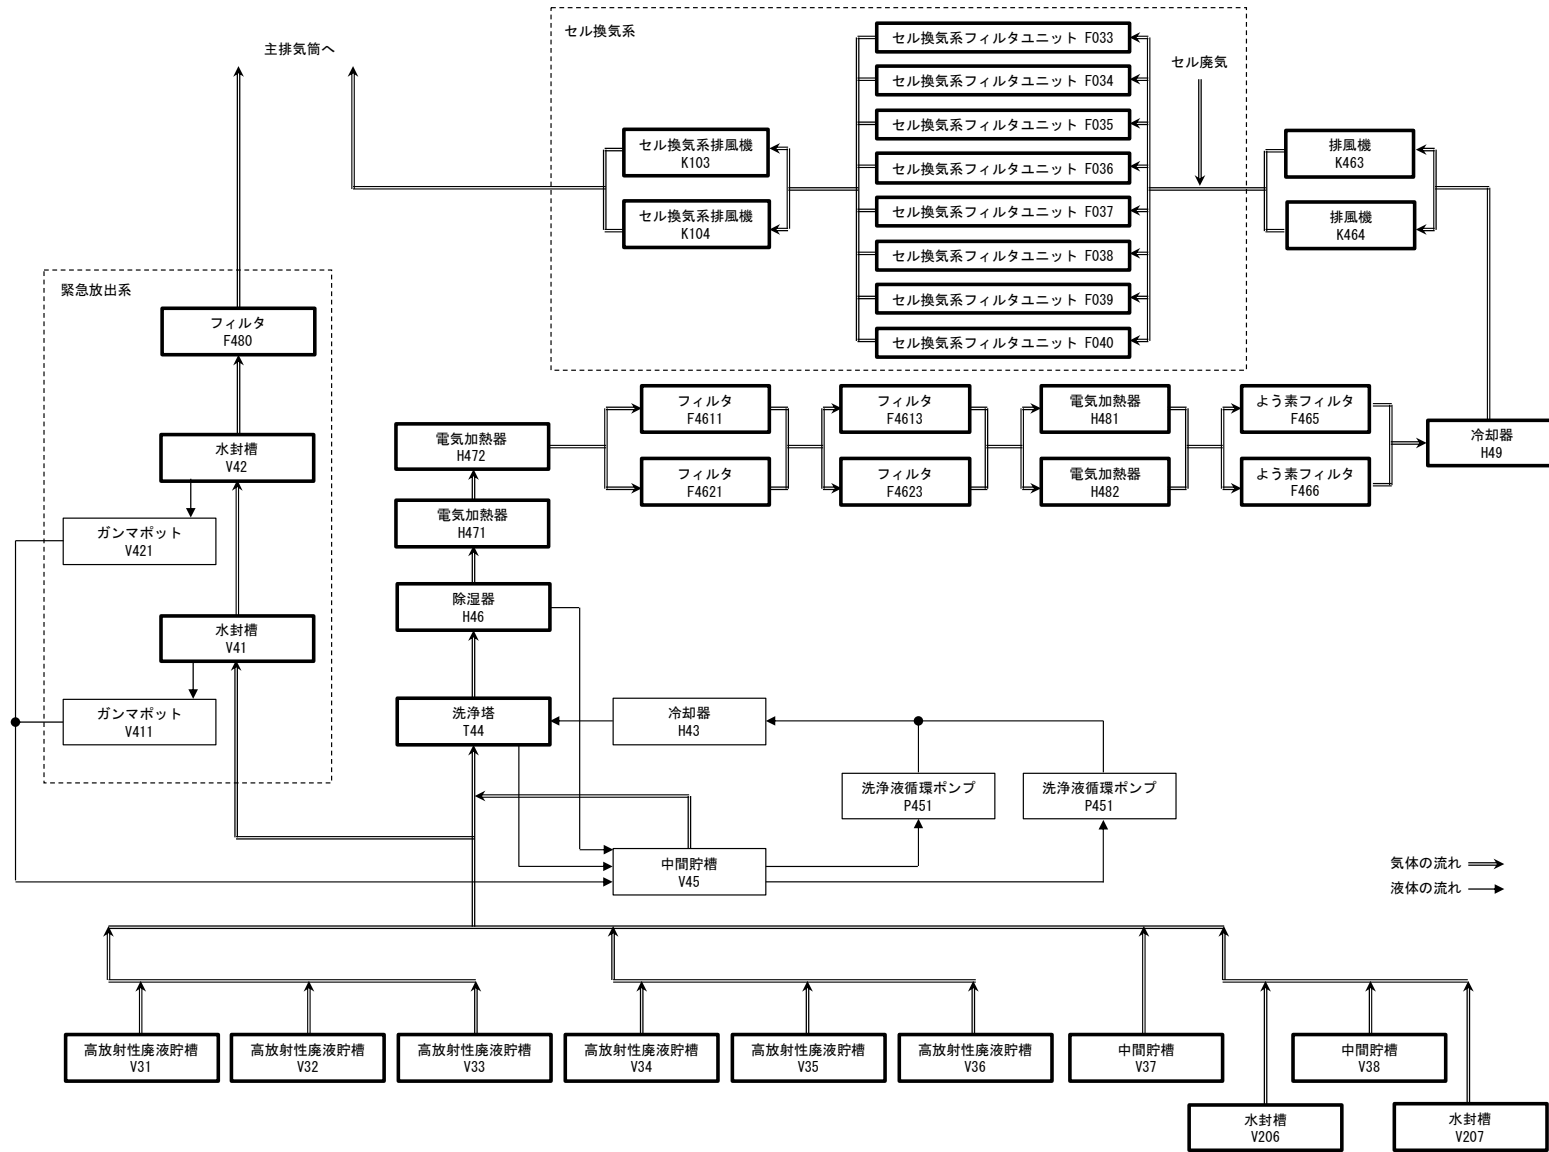 主排気筒へ
セル換気系
セル換気系フィルタユニット F033
セル換気系フィルタユニット F034
セル換気系フィルタユニット F035
セル換気系フィルタユニット F036
セル換気系フィルタユニット F037
セル換気系フィルタユニット F038
セル換気系フィルタユニット F039
セル換気系フィルタユニット F040
セル廃気
セル換気系排風機
K103
セル換気系排風機
K104
排風機
K463
排風機
K464
緊急放出系
フィルタ
F480
水封槽
V42
ガンマポット
V421
水封槽
V41
ガンマポット
V411
電気加熱器
H472
電気加熱器
H471
除湿器
H46
洗浄塔
T44
フィルタ
F4611
フィルタ
F4621
フィルタ
F4613
フィルタ
F4623
電気加熱器
H481
電気加熱器
H482
よう素フィルタ
F465
よう素フィルタ
F466
冷却器
H49
冷却器
H43
洗浄液循環ポンプ
P451
洗浄液循環ポンプ
P451
中間貯槽
V45
気体の流れ
液体の流れ
高放射性廃液貯槽
V31
高放射性廃液貯槽
V32
高放射性廃液貯槽
V33
高放射性廃液貯槽
V34
高放射性廃液貯槽
V35
高放射性廃液貯槽
V36
中間貯槽
V37
中間貯槽
V38
水封槽
V206
水封槽
V207